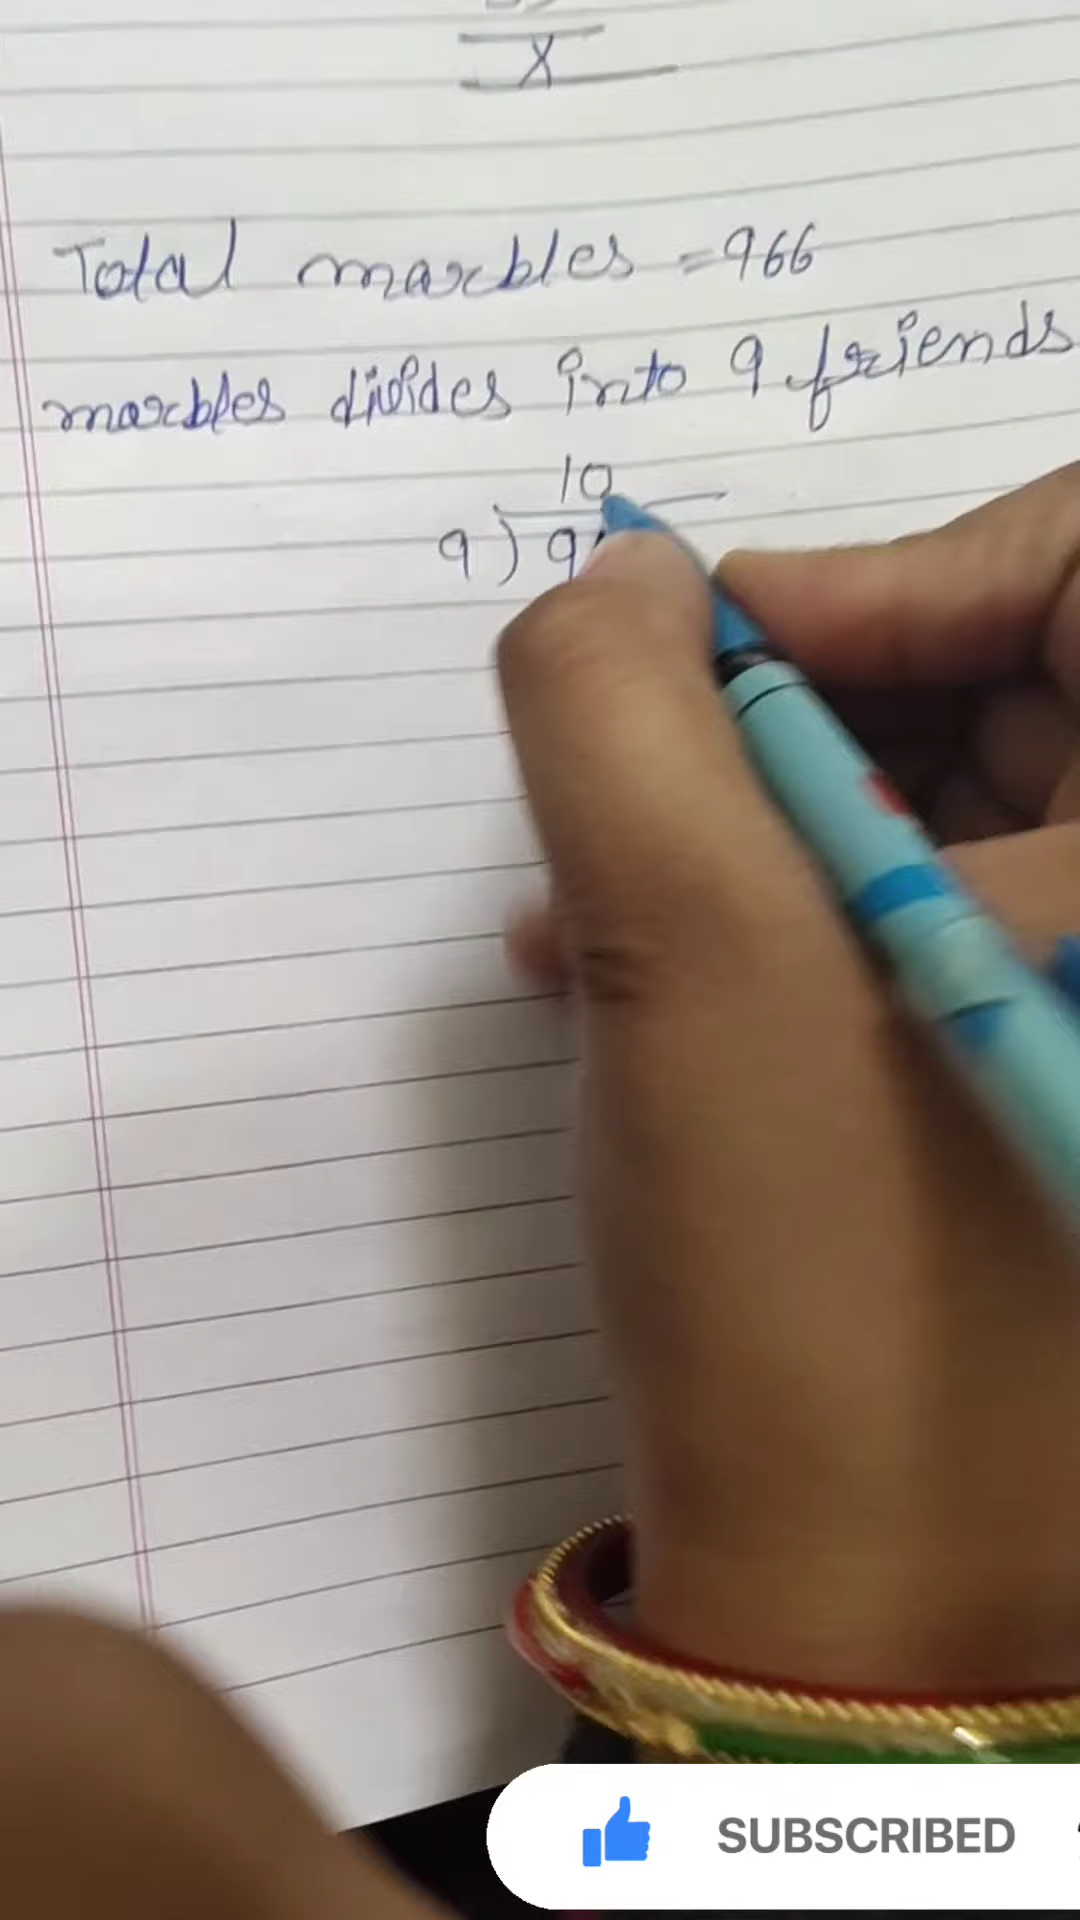 X
Total marbles = 966
marbles divides into 9 friends
10
9 ) 9
SUBSCRIBED